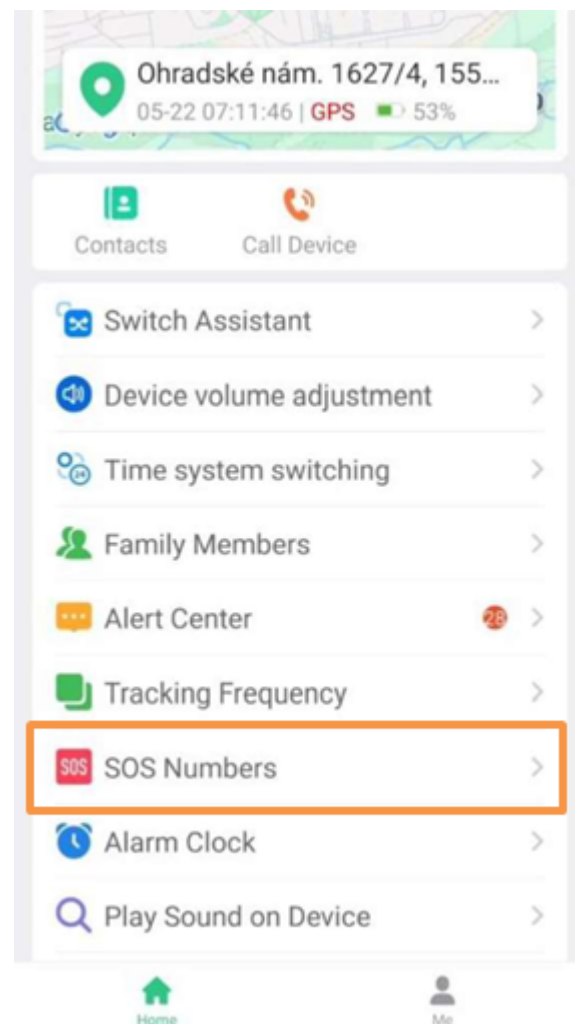 Ohradské nám. 1627/4, 155...
05-22 07:11:46 | GPS 53%
Contacts Call Device
Switch Assistant
Device volume adjustment
24
Time system switching
Family Members
Alert Center 28
Tracking Frequency
SOS SOS Numbers
Alarm Clock
Play Sound on Device
Home Me